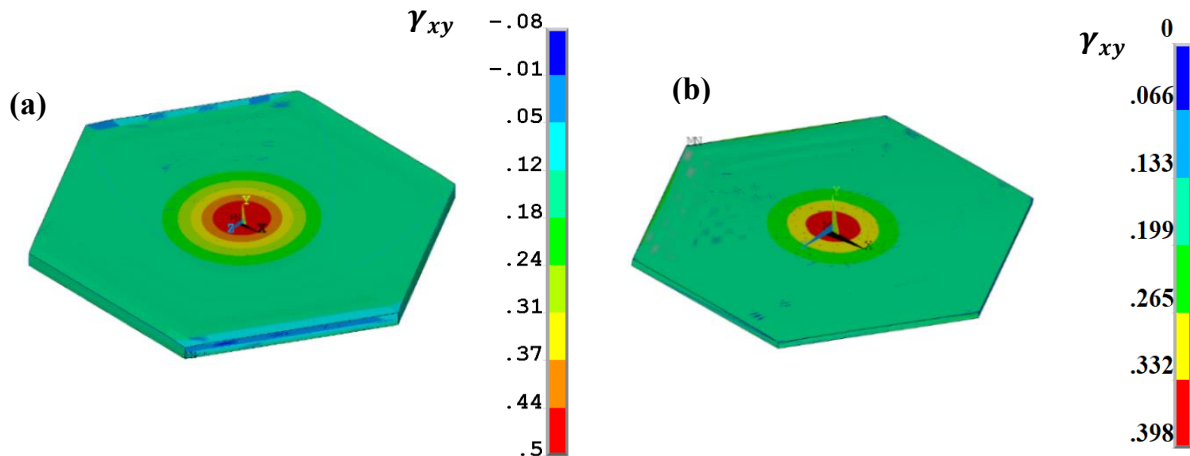 (a)
γxy
-.08
-.01
.05
.12
.18
.24
.31
.37
.44
.5
Y
Z
X
(b)
γxy
0
.066
.133
.199
.265
.332
.398
MN
Y
X